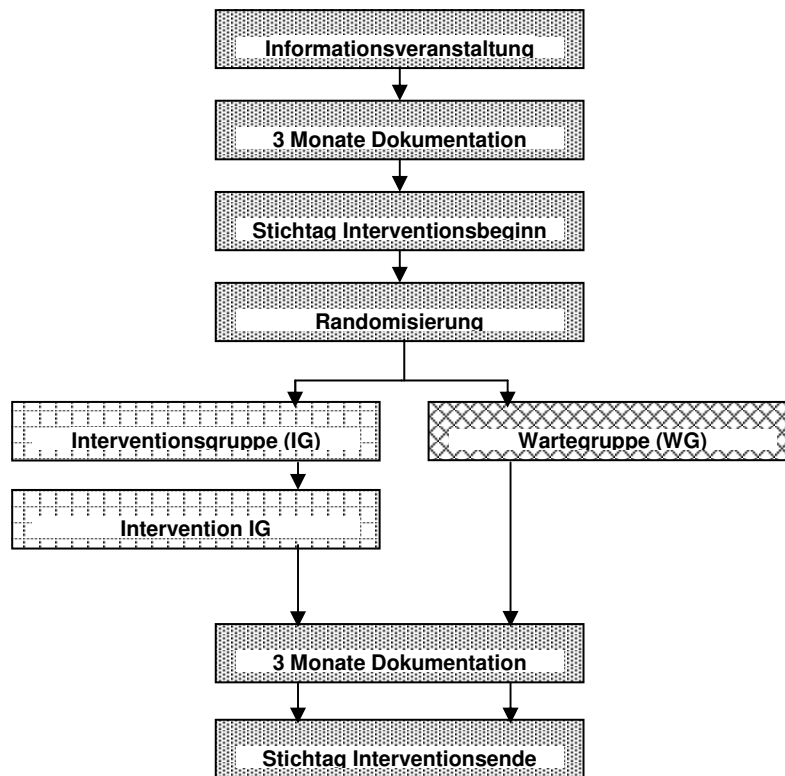 Informationsveranstaltung
3 Monate Dokumentation
Stichtag Interventionsbeginn
Randomisierung
Interventionsgruppe (IG)
Wartegruppe (WG)
Intervention IG
3 Monate Dokumentation
Stichtag Interventionsende